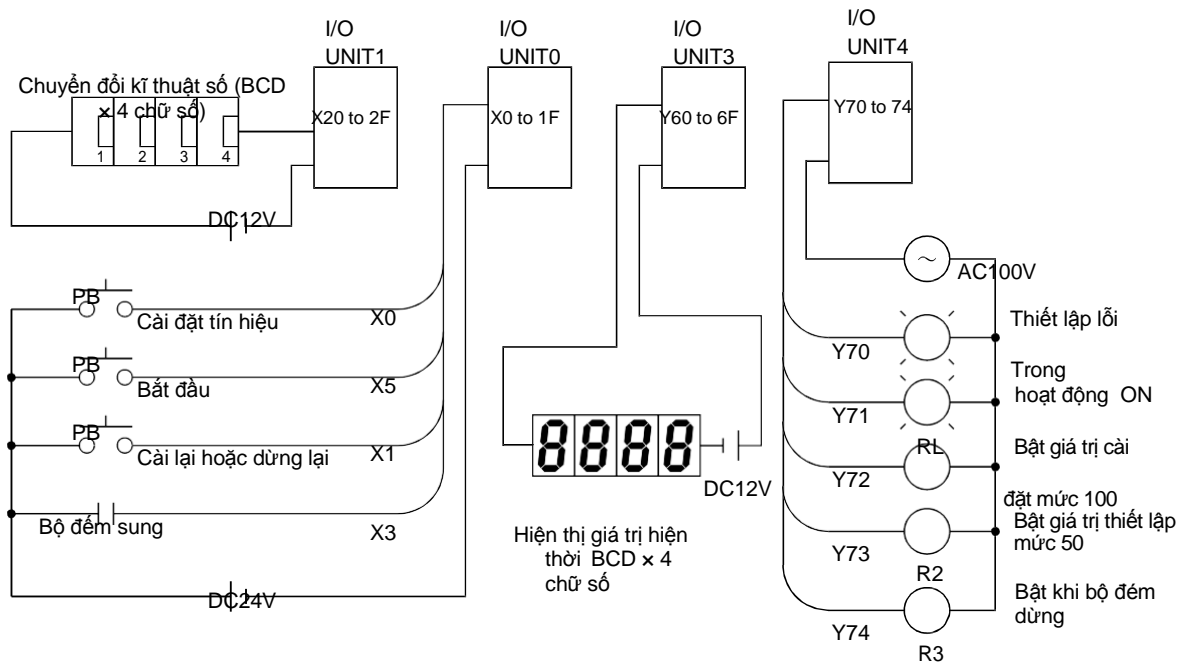 I/O
UNIT1
I/O
UNIT0
I/O
UNIT3
I/O
UNIT4
Chuyển đổi kĩ thuật số (BCD
× 4 chữ số)
1 2 3 4
X20 to 2F
X0 to 1F
Y60 to 6F
Y70 to 74
DC12V
AC100V
PB
Cài đặt tín hiệu
X0
PB
Bắt đầu
X5
PB
Cài lại hoặc dừng lại
X1
Bộ đếm sung
X3
DC24V
8888
DC12V
Hiện thị giá trị hiện
thời BCD × 4
chữ số
Y70
Thiết lập lỗi
Y71
Trong
hoạt động ON
RL
Y72
Bật giá trị cài
đặt mức 100
Y73
Bật giá trị thiết lập
mức 50
R2
Y74
Bật khi bộ đém
dừng
R3